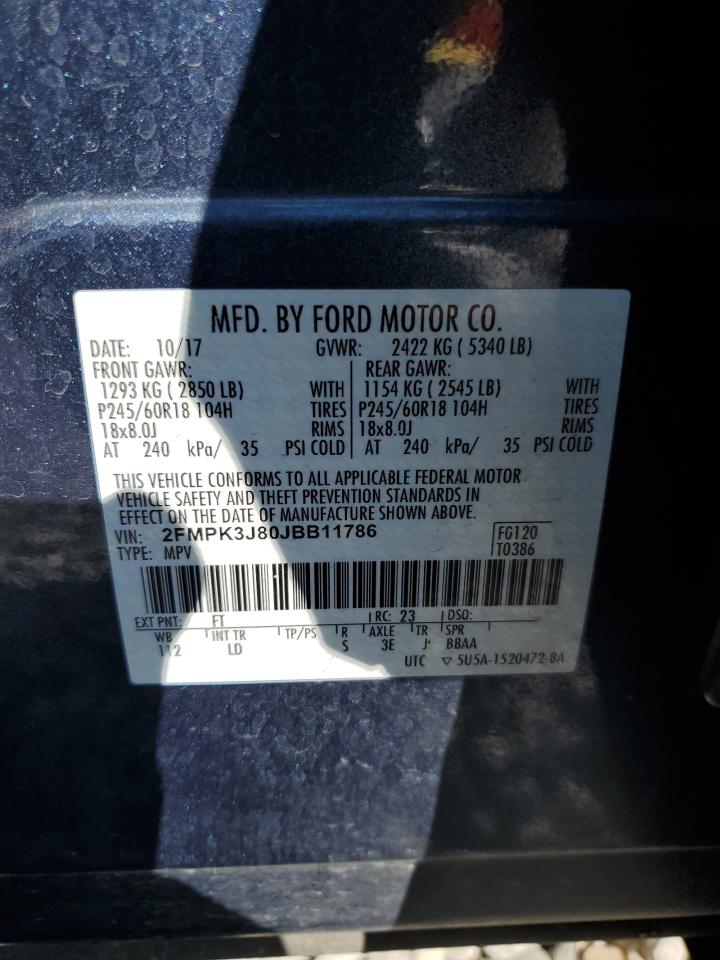 MFD. BY FORD MOTOR CO.
DATE: 10/17 GVWR: 2422 KG ( 5340 LB)
FRONT GAWR: REAR GAWR:
1293 KG ( 2850 LB) WITH 1154 KG ( 2545 LB) WITH
P245/60R18 104H TIRES P245/60R18 104H TIRES
18x8.0J RIMS 18x8.0J RIMS
AT 240 kPa/ 35 PSI COLD AT 240 kPa/ 35 PSI COLD
THIS VEHICLE CONFORMS TO ALL APPLICABLE FEDERAL MOTOR
VEHICLE SAFETY AND THEFT PREVENTION STANDARDS IN
EFFECT ON THE DATE OF MANUFACTURE SHOWN ABOVE.
VIN: 2FMPK3J80JBB11786 FG120
TYPE: MPV T0386
EXT PNT: FT RC: 23 DSO:
WB INT TR TP/PS R AXLE TR SPR
112 LD S 3E J BBAA
UTC ▽ 5U5A-1520472-BA